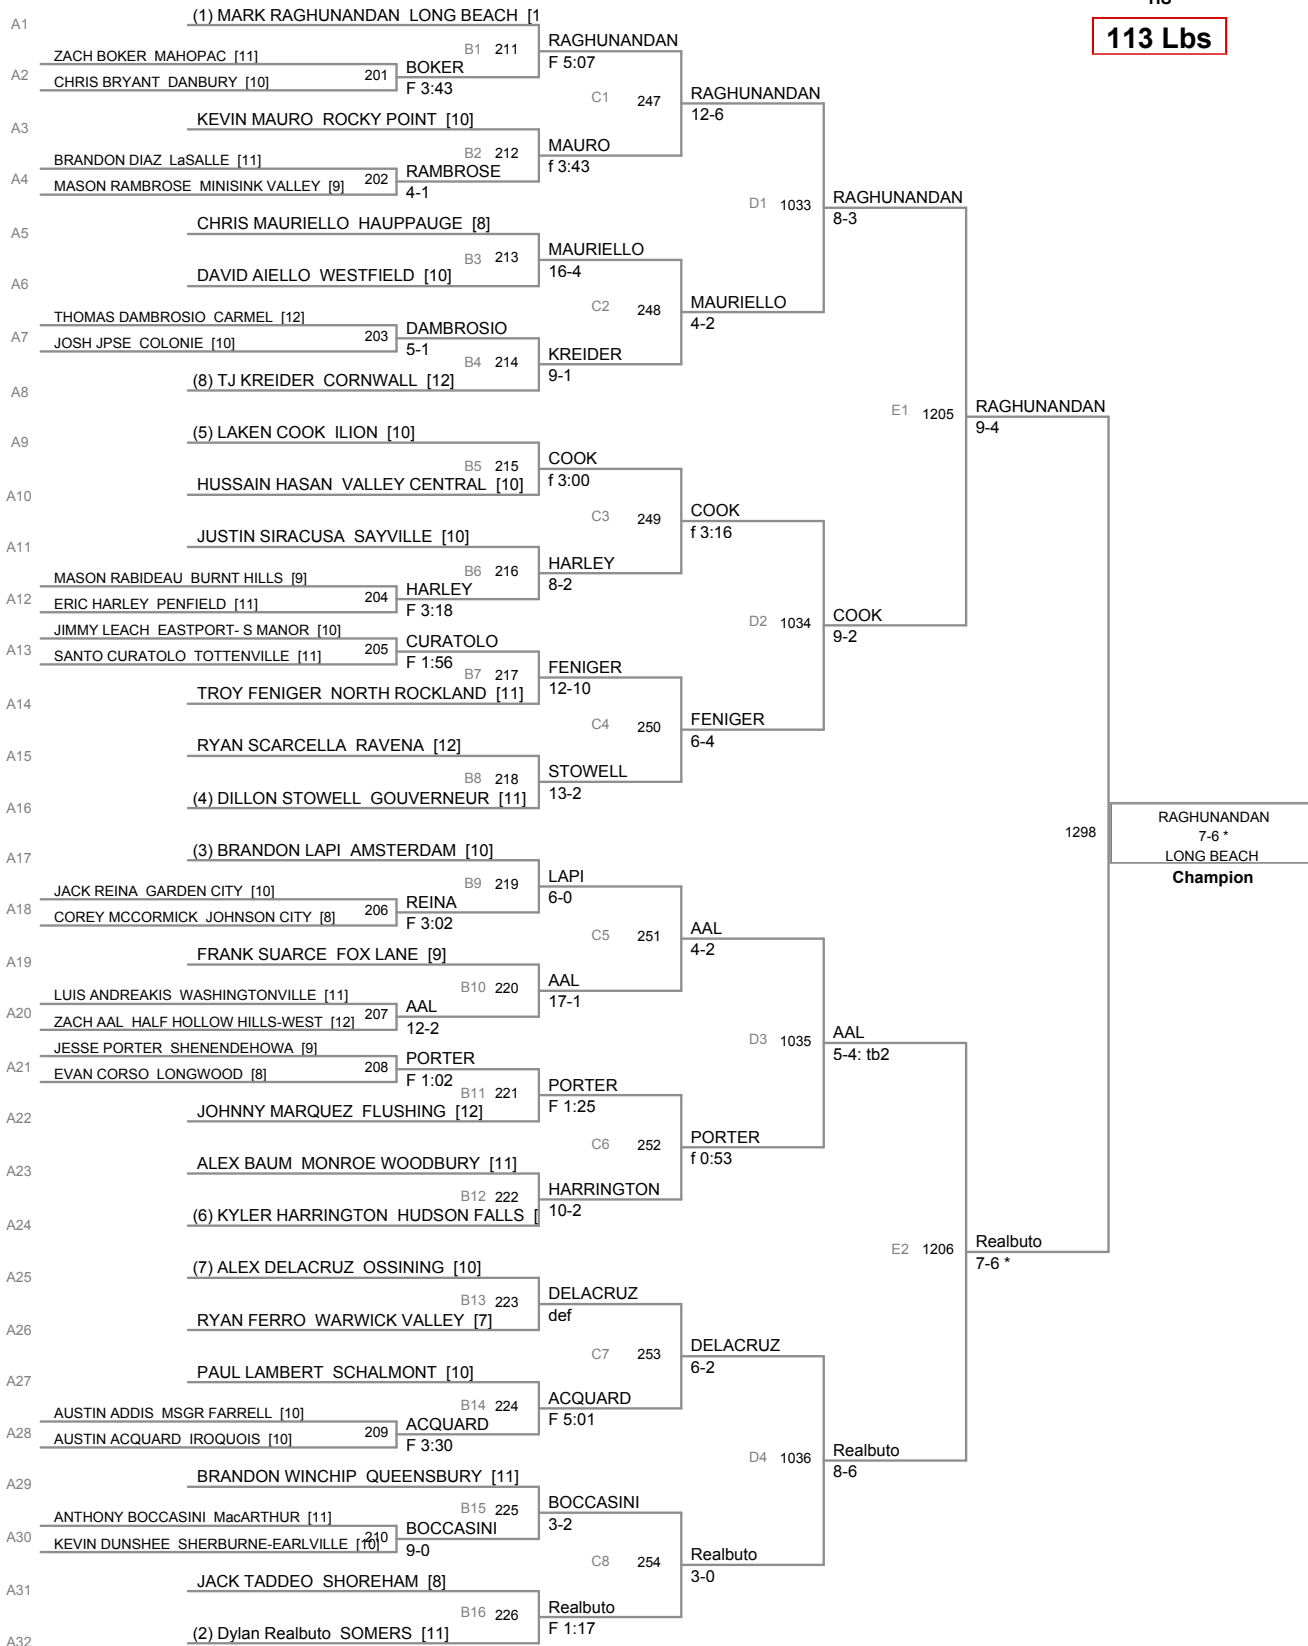 A1
(1) MARK RAGHUNANDAN LONG BEACH [1
113 Lbs
B1 211
RAGHUNANDAN
F 5:07
ZACH BOKER MAHOPAC [11]
A2
201
BOKER
F 3:43
CHRIS BRYANT DANBURY [10]
C1 247
RAGHUNANDAN
12-6
A3
KEVIN MAURO ROCKY POINT [10]
B2 212
MAURO
f 3:43
BRANDON DIAZ LaSALLE [11]
A4
202
RAMBROSE
4-1
MASON RAMBROSE MINISINK VALLEY [9]
D1 1033
RAGHUNANDAN
8-3
A5
CHRIS MAURIELLO HAUPPAUGE [8]
B3 213
MAURIELLO
16-4
A6
DAVID AIELLO WESTFIELD [10]
C2 248
MAURIELLO
4-2
THOMAS DAMBROSIO CARMEL [12]
A7
203
DAMBROSIO
5-1
JOSH JPSE COLONIE [10]
B4 214
KREIDER
9-1
A8
(8) TJ KREIDER CORNWALL [12]
E1 1205
RAGHUNANDAN
9-4
A9
(5) LAKEN COOK ILION [10]
B5 215
COOK
f 3:00
A10
HUSSAIN HASAN VALLEY CENTRAL [10]
C3 249
COOK
f 3:16
A11
JUSTIN SIRACUSA SAYVILLE [10]
B6 216
HARLEY
8-2
MASON RABIDEAU BURNT HILLS [9]
A12
204
HARLEY
F 3:18
ERIC HARLEY PENFIELD [11]
D2 1034
COOK
9-2
JIMMY LEACH EASTPORT- S MANOR [10]
A13
205
CURATOLO
F 1:56
SANTO CURATOLO TOTTENVILLE [11]
B7 217
FENIGER
12-10
A14
TROY FENIGER NORTH ROCKLAND [11]
C4 250
FENIGER
6-4
A15
RYAN SCARCELLA RAVENA [12]
B8 218
STOWELL
13-2
A16
(4) DILLON STOWELL GOUVERNEUR [11]
1298
RAGHUNANDAN
7-6 *
LONG BEACH
Champion
A17
(3) BRANDON LAPI AMSTERDAM [10]
B9 219
LAPI
6-0
JACK REINA GARDEN CITY [10]
A18
206
REINA
F 3:02
COREY MCCORMICK JOHNSON CITY [8]
C5 251
AAL
4-2
A19
FRANK SUARCE FOX LANE [9]
B10 220
AAL
17-1
LUIS ANDREAKIS WASHINGTONVILLE [11]
A20
207
AAL
12-2
ZACH AAL HALF HOLLOW HILLS-WEST [12]
D3 1035
AAL
5-4: tb2
JESSE PORTER SHENENDEHOWA [9]
A21
208
PORTER
F 1:02
EVAN CORSO LONGWOOD [8]
B11 221
PORTER
F 1:25
A22
JOHNNY MARQUEZ FLUSHING [12]
C6 252
PORTER
f 0:53
A23
ALEX BAUM MONROE WOODBURY [11]
B12 222
HARRINGTON
10-2
A24
(6) KYLER HARRINGTON HUDSON FALLS [
E2 1206
Realbuto
7-6 *
A25
(7) ALEX DELACRUZ OSSINING [10]
B13 223
DELACRUZ
def
A26
RYAN FERRO WARWICK VALLEY [7]
C7 253
DELACRUZ
6-2
A27
PAUL LAMBERT SCHALMONT [10]
B14 224
ACQUARD
F 5:01
AUSTIN ADDIS MSGR FARRELL [10]
A28
209
ACQUARD
F 3:30
AUSTIN ACQUARD IROQUOIS [10]
D4 1036
Realbuto
8-6
A29
BRANDON WINCHIP QUEENSBURY [11]
B15 225
BOCCASINI
3-2
ANTHONY BOCCASINI MacARTHUR [11]
A30
210
BOCCASINI
9-0
KEVIN DUNSHEE SHERBURNE-EARLVILLE [10]
C8 254
Realbuto
3-0
A31
JACK TADDEO SHOREHAM [8]
B16 226
Realbuto
F 1:17
A32
(2) Dylan Realbuto SOMERS [11]